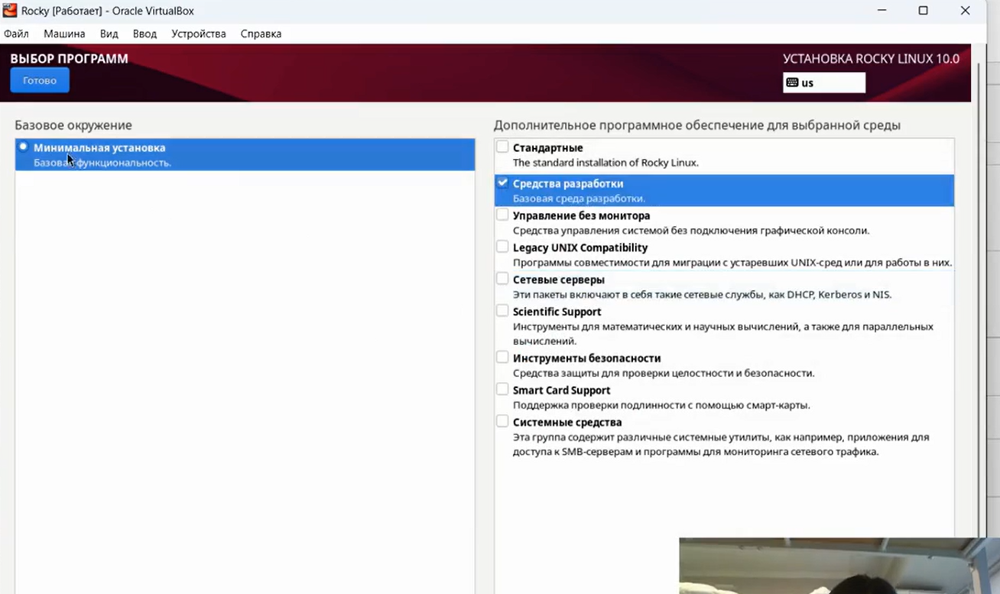 Rocky [Работает] - Oracle VirtualBox
Файл Машина Вид Ввод Устройства Справка
ВЫБОР ПРОГРАММ
УСТАНОВКА ROCKY LINUX 10.0
Готово
us
Базовое окружение
Минимальная установка
Базовая функциональность.
Дополнительное программное обеспечение для выбранной среды
Стандартные
The standard installation of Rocky Linux.
Средства разработки
Базовая среда разработки.
Управление без монитора
Средства управления системой без подключения графической консоли.
Legacy UNIX Compatibility
Программы совместимости для миграции с устаревших UNIX-сред или для работы в них.
Сетевые серверы
Эти пакеты включают в себя такие сетевые службы, как DHCP, Kerberos и NIS.
Scientific Support
Инструменты для математических и научных вычислений, а также для параллельных
вычислений.
Инструменты безопасности
Средства защиты для проверки целостности и безопасности.
Smart Card Support
Поддержка проверки подлинности с помощью смарт-карты.
Системные средства
Эта группа содержит различные системные утилиты, как например, приложения для
доступа к SMB-серверам и программы для мониторинга сетевого трафика.